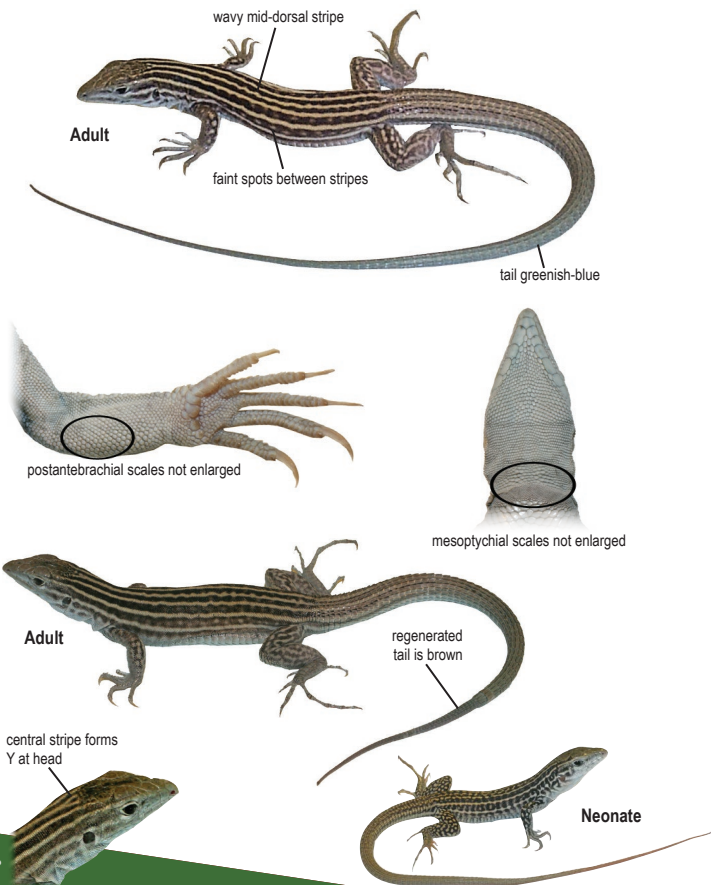 wavy mid-dorsal stripe
Adult
faint spots between stripes
tail greenish-blue
postantebrachial scales not enlarged
mesoptychial scales not enlarged
Adult
regenerated
tail is brown
central stripe forms
Y at head
Neonate